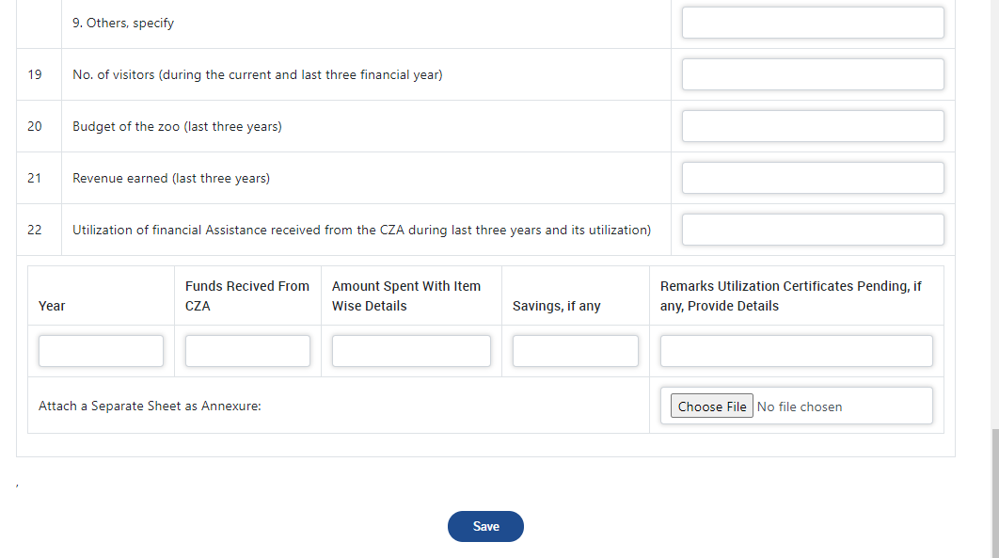 9. Others, specify
19 No. of visitors (during the current and last three financial year)
20 Budget of the zoo (last three years)
21 Revenue earned (last three years)
22 Utilization of financial Assistance received from the CZA during last three years and its utilization)
Year
Funds Recived From
CZA
Amount Spent With Item
Wise Details
Savings, if any
Remarks Utilization Certificates Pending, if
any, Provide Details
Attach a Separate Sheet as Annexure:
Choose File No file chosen
,
Save